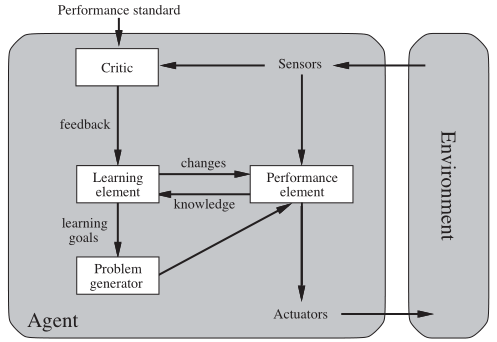 Performance standard
Critic
Sensors
feedback
Learning
element
changes
knowledge
Performance
element
learning
goals
Problem
generator
Actuators
Agent
Environment